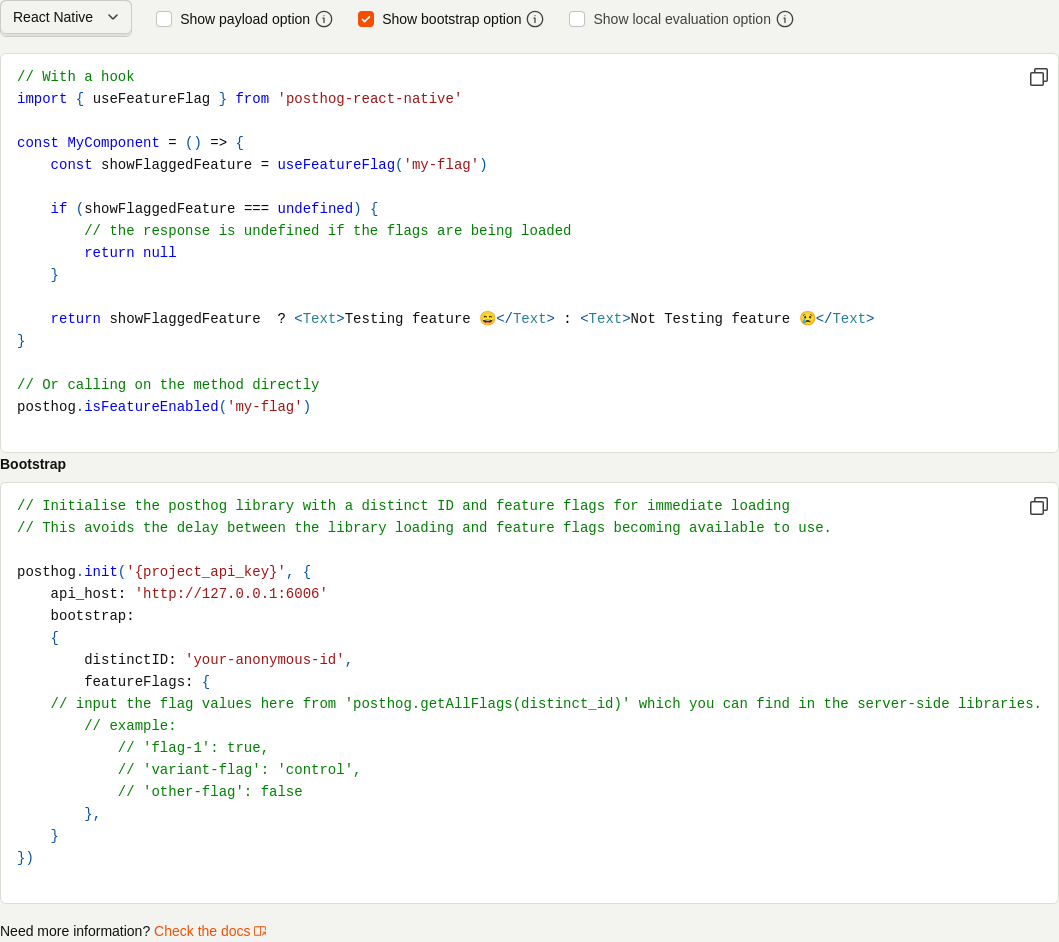 React Native
Show payload option
Show bootstrap option
Show local evaluation option
// With a hook
import { useFeatureFlag } from 'posthog-react-native'
const MyComponent = () => {
    const showFlaggedFeature = useFeatureFlag('my-flag')
    if (showFlaggedFeature === undefined) {
        // the response is undefined if the flags are being loaded
        return null
    }
    return showFlaggedFeature  ? <Text>Testing feature 😄</Text> : <Text>Not Testing feature 😢</Text>
}
// Or calling on the method directly
posthog.isFeatureEnabled('my-flag')
Bootstrap
// Initialise the posthog library with a distinct ID and feature flags for immediate loading
// This avoids the delay between the library loading and feature flags becoming available to use.
posthog.init('{project_api_key}', {
    api_host: 'http://127.0.0.1:6006'
    bootstrap:
    {
        distinctID: 'your-anonymous-id',
        featureFlags: {
    // input the flag values here from 'posthog.getAllFlags(distinct_id)' which you can find in the server-side libraries.
        // example:
            // 'flag-1': true,
            // 'variant-flag': 'control',
            // 'other-flag': false
        },
    }
})
Need more information? Check the docs